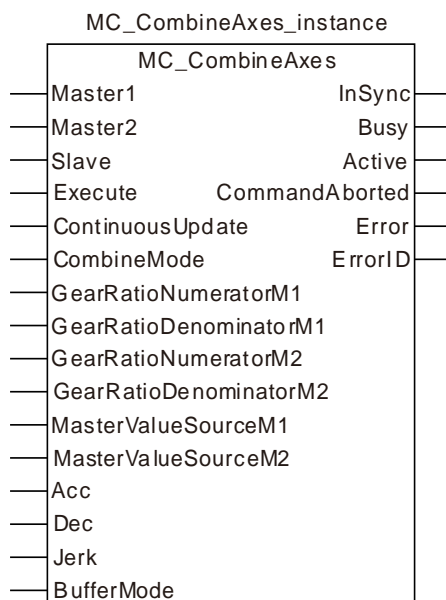 MC_CombineAxes_instance
MC_CombineAxes
Master1 InSync
Master2 Busy
Slave Active
Execute CommandAborted
ContinuousUpdate Error
CombineMode ErrorID
GearRatioNumeratorM1
GearRatioDenominatorM1
GearRatioNumeratorM2
GearRatioDenominatorM2
MasterValueSourceM1
MasterValueSourceM2
Acc
Dec
Jerk
BufferMode